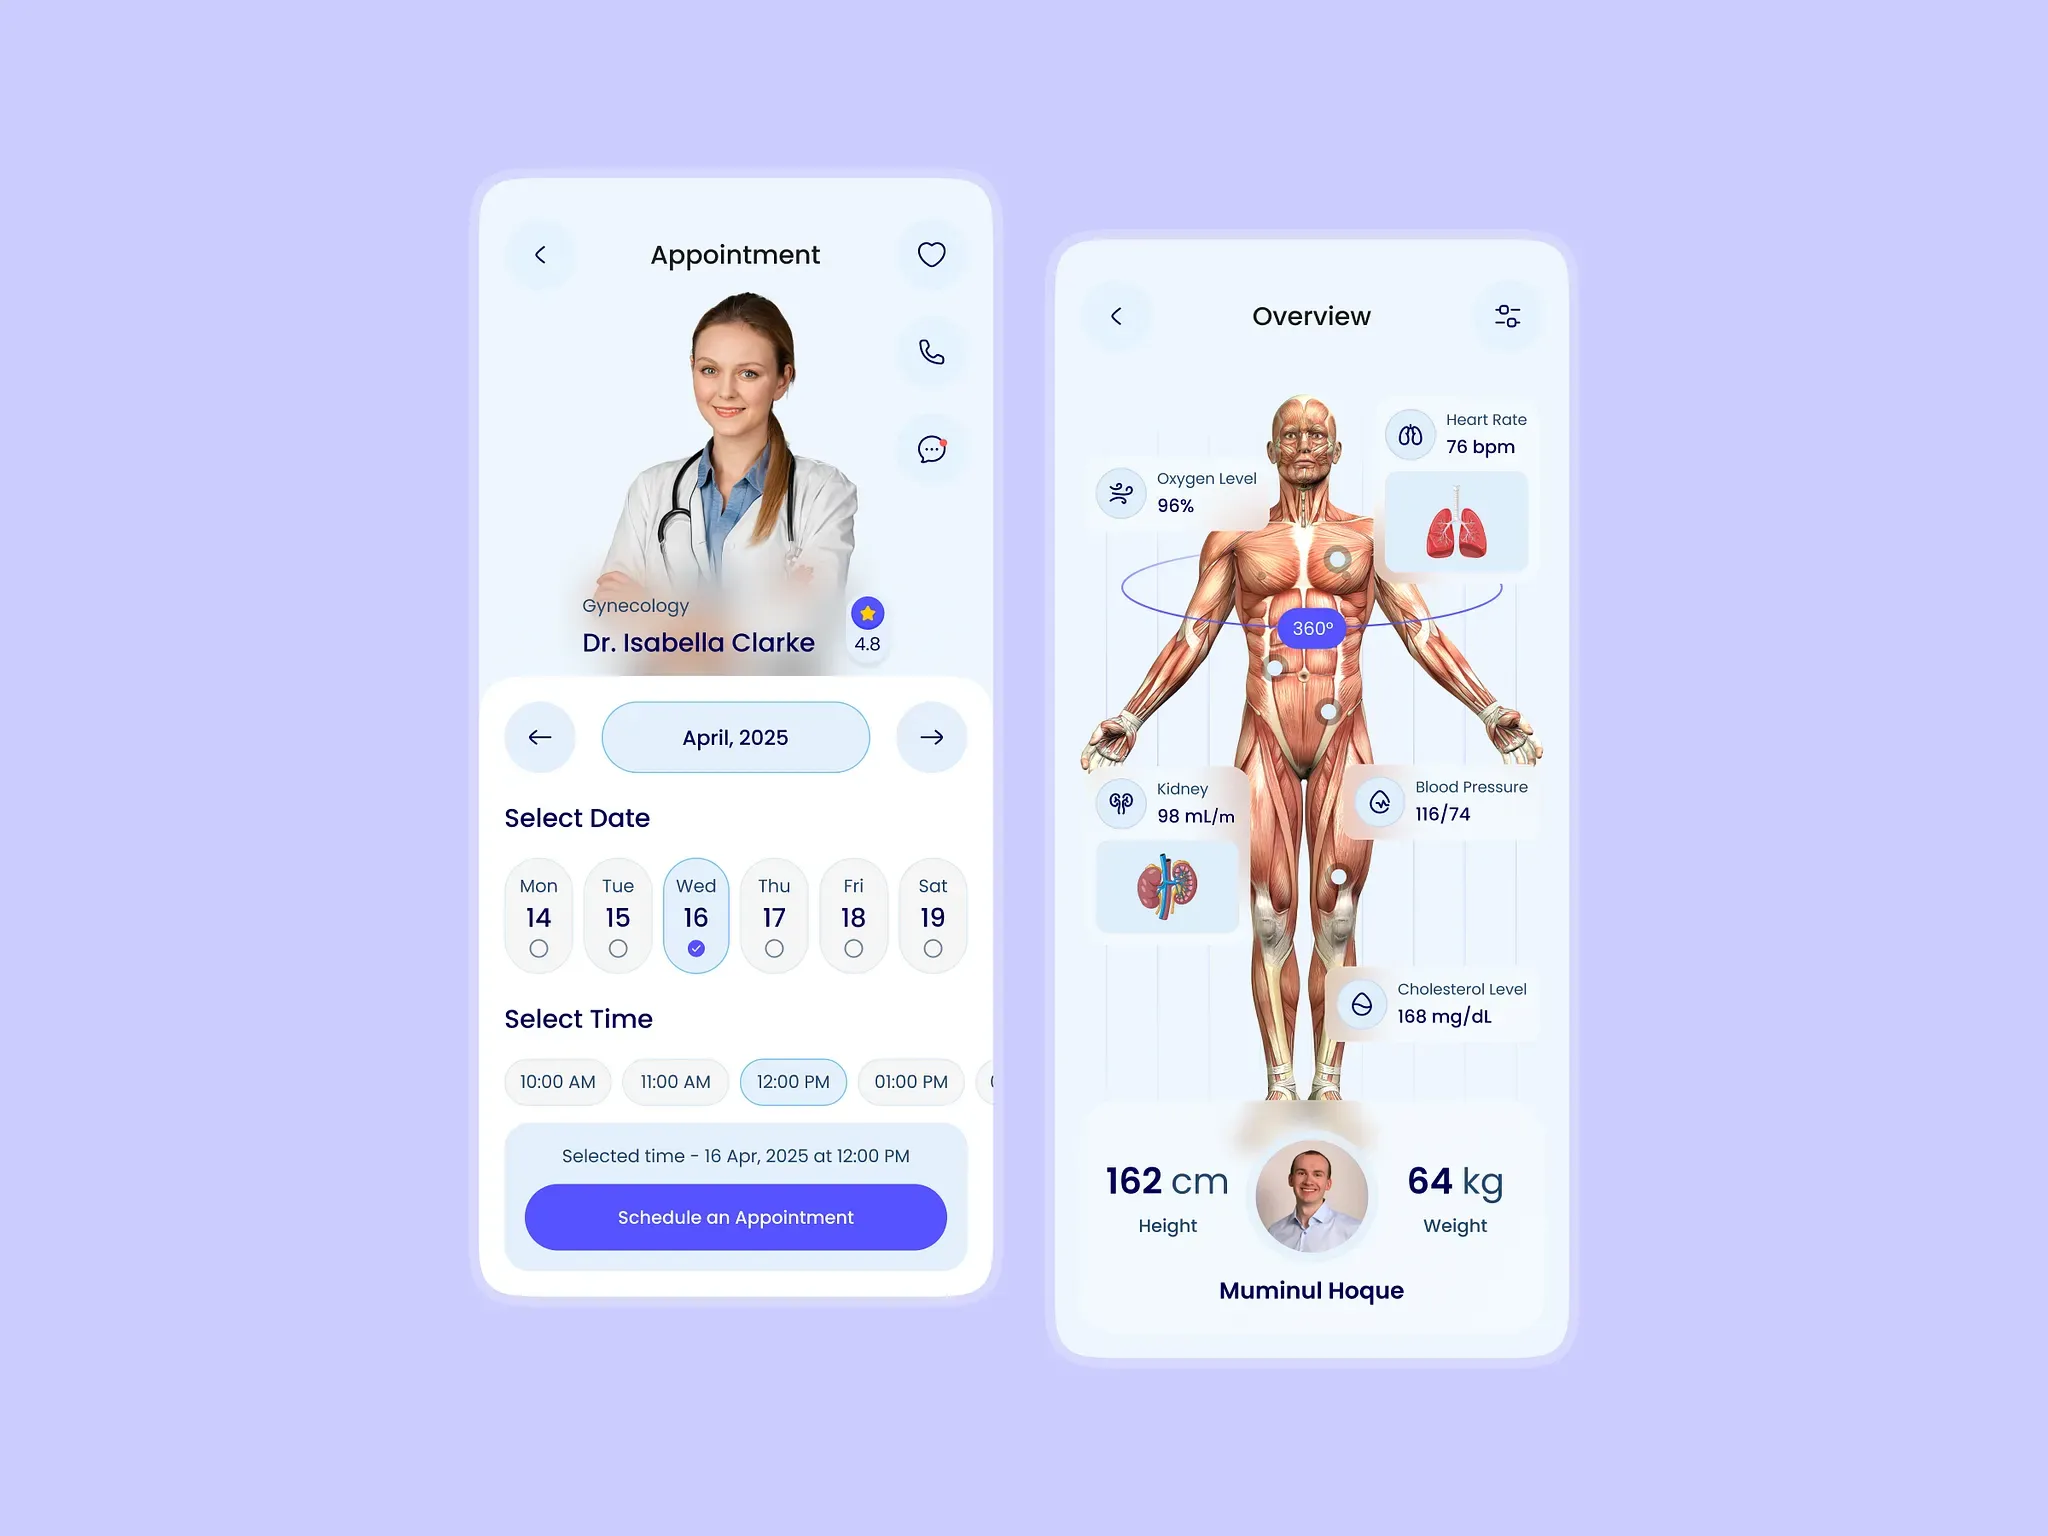 Appointment
Gynecology
Dr. Isabella Clarke
4.8
April, 2025
Select Date
Mon Tue Wed Thu Fri Sat
14 15 16 17 18 19
Select Time
10:00 AM 11:00 AM 12:00 PM 01:00 PM
Selected time - 16 Apr, 2025 at 12:00 PM
Schedule an Appointment
Overview
Heart Rate
76 bpm
Oxygen Level
96%
360°
Kidney
98 mL/m
Blood Pressure
116/74
Cholesterol Level
168 mg/dL
162 cm
Height
64 kg
Weight
Muminul Hoque